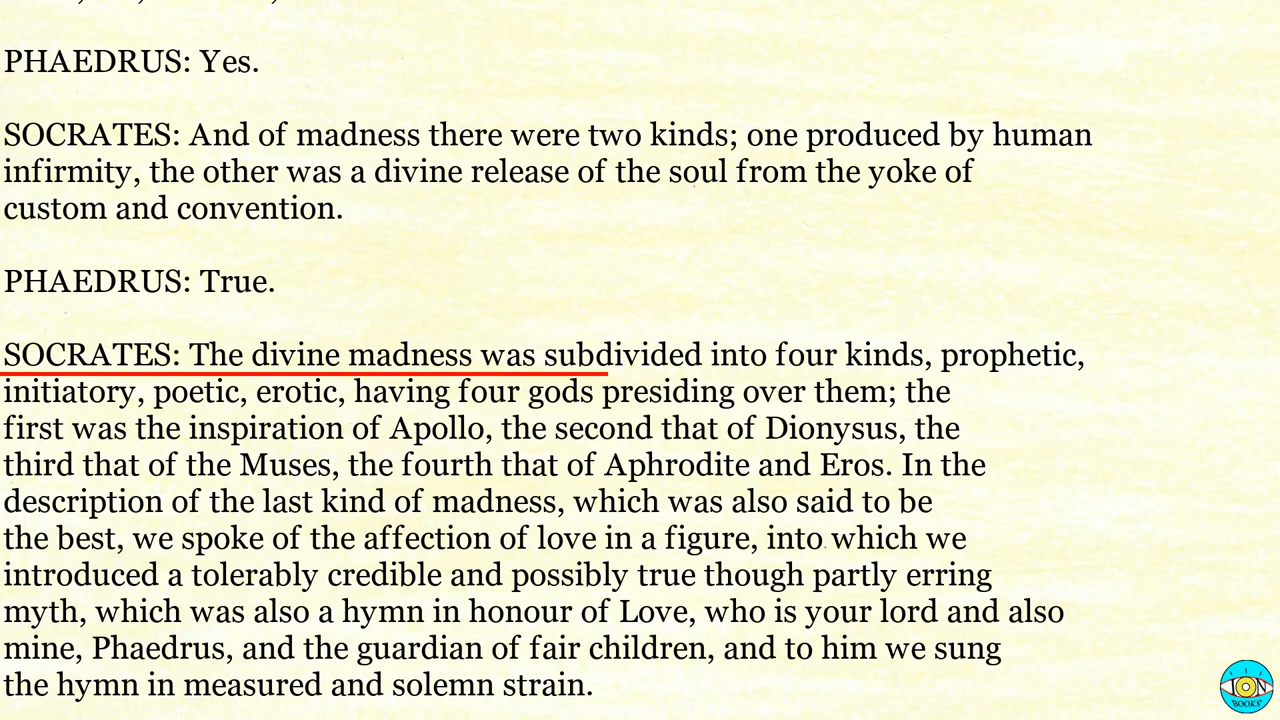 PHAEDRUS: Yes.
SOCRATES: And of madness there were two kinds; one produced by human
infirmity, the other was a divine release of the soul from the yoke of
custom and convention.
PHAEDRUS: True.
SOCRATES: The divine madness was subdivided into four kinds, prophetic,
initiatory, poetic, erotic, having four gods presiding over them; the
first was the inspiration of Apollo, the second that of Dionysus, the
third that of the Muses, the fourth that of Aphrodite and Eros. In the
description of the last kind of madness, which was also said to be
the best, we spoke of the affection of love in a figure, into which we
introduced a tolerably credible and possibly true though partly erring
myth, which was also a hymn in honour of Love, who is your lord and also
mine, Phaedrus, and the guardian of fair children, and to him we sung
the hymn in measured and solemn strain.
ION
BOOKS